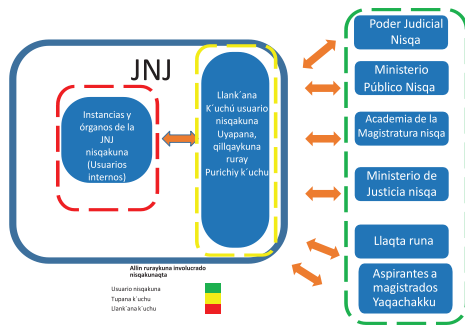 JNJ
Instancias y
órganos de la
JNJ
nisqakuna
(Usuarios
internos)
Llank´ana
K´uchú usuario
nisqakuna
Uyapana,
qillqaykuna
ruray
Purichiy k´uchu
Poder Judicial
Nisqa
Ministerio
Público Nisqa
Academia de la
Magistratura nisqa
Ministerio de
Justicia nisqa
Llaqta runa
Aspirantes a
magistrados
Yaqachakku
Allin ruraykuna involucrado
nisqakunaqta
Usuario nisqakuna
Tupana k´uchu
Llank´ana k´uchu